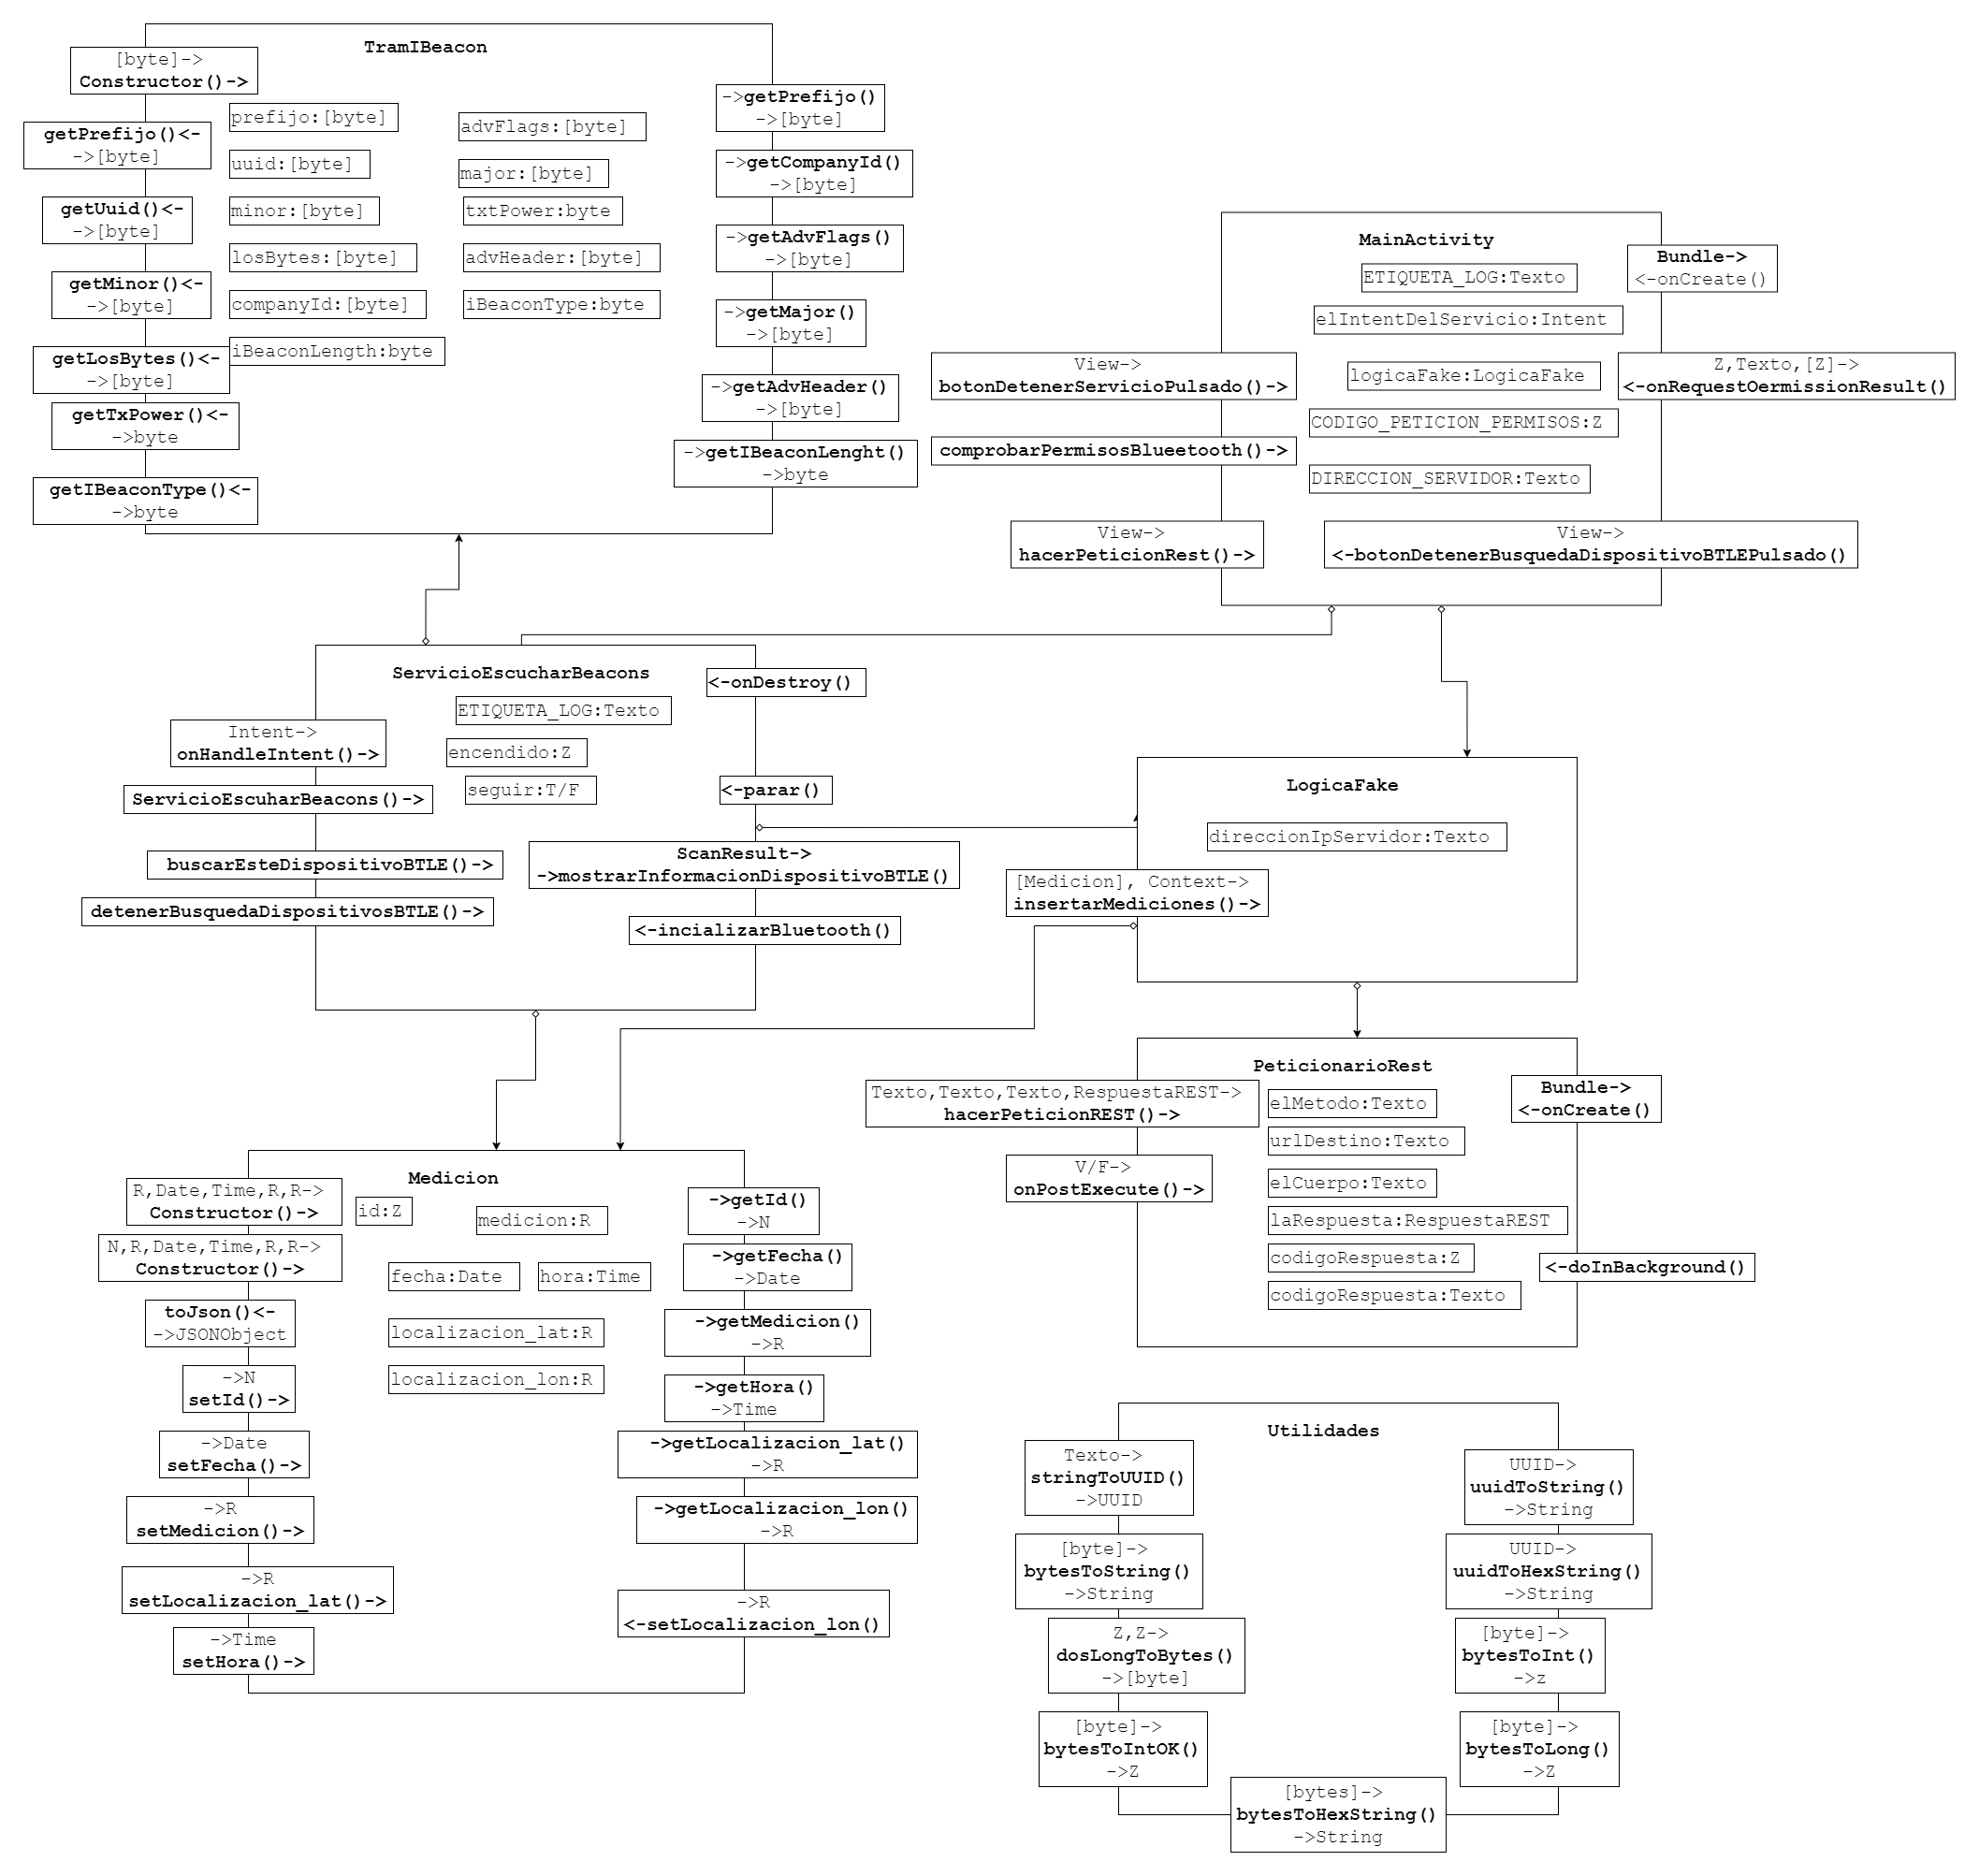 TramIBeacon
[byte]->
Constructor()->
getPrefijo()<-
->[byte]
getUuid()<-
->[byte]
getMinor()<-
->[byte]
getLosBytes()<-
->[byte]
getTxPower()<-
->byte
getIBeaconType()<-
->byte
prefijo:[byte]
uuid:[byte]
minor:[byte]
losBytes:[byte]
companyId:[byte]
iBeaconLength:byte
advFlags:[byte]
major:[byte]
txtPower:byte
advHeader:[byte]
iBeaconType:byte
->getPrefijo()
->[byte]
->getCompanyId()
->[byte]
->getAdvFlags()
->[byte]
->getMajor()
->[byte]
->getAdvHeader()
->[byte]
->getIBeaconLenght()
->byte
MainActivity
ETIQUETA_LOG:Texto
elIntentDelServicio:Intent
logicaFake:LogicaFake
CODIGO_PETICION_PERMISOS:Z
DIRECCION_SERVIDOR:Texto
View->
botonDetenerServicioPulsado()->
comprobarPermisosBlueetooth()->
View->
hacerPeticionRest()->
Bundle->
<-onCreate()
Z,Texto,[Z]->
<-onRequestOermissionResult()
View->
<-botonDetenerBusquedaDispositivoBTLEPulsado()
ServicioEscucharBeacons
ETIQUETA_LOG:Texto
encendido:Z
seguir:T/F
Intent->
onHandleIntent()->
ServicioEscuharBeacons()->
buscarEsteDispositivoBTLE()->
detenerBusquedaDispositivosBTLE()->
<-onDestroy()
<-parar()
ScanResult->
->mostrarInformacionDispositivoBTLE()
<-incializarBluetooth()
LogicaFake
direccionIpServidor:Texto
[Medicion], Context->
insertarMediciones()->
PeticionarioRest
Texto,Texto,Texto,RespuestaREST->
hacerPeticionREST()->
V/F->
onPostExecute()->
elMetodo:Texto
urlDestino:Texto
elCuerpo:Texto
laRespuesta:RespuestaREST
codigoRespuesta:Z
codigoRespuesta:Texto
Bundle->
<-onCreate()
<-doInBackground()
Medicion
R,Date,Time,R,R->
Constructor()->
N,R,Date,Time,R,R->
Constructor()->
toJson()<-
->JSONObject
->N
setId()->
->Date
setFecha()->
->R
setMedicion()->
->R
setLocalizacion_lat()->
->Time
setHora()->
id:Z
medicion:R
fecha:Date
hora:Time
localizacion_lat:R
localizacion_lon:R
->getId()
->N
->getFecha()
->Date
->getMedicion()
->R
->getHora()
->Time
->getLocalizacion_lat()
->R
->getLocalizacion_lon()
->R
->R
<-setLocalizacion_lon()
Utilidades
Texto->
stringToUUID()
->UUID
[byte]->
bytesToString()
->String
Z,Z->
dosLongToBytes()
->[byte]
[byte]->
bytesToIntOK()
->Z
UUID->
uuidToString()
->String
UUID->
uuidToHexString()
->String
[byte]->
bytesToInt()
->z
[byte]->
bytesToLong()
->Z
[bytes]->
bytesToHexString()
->String